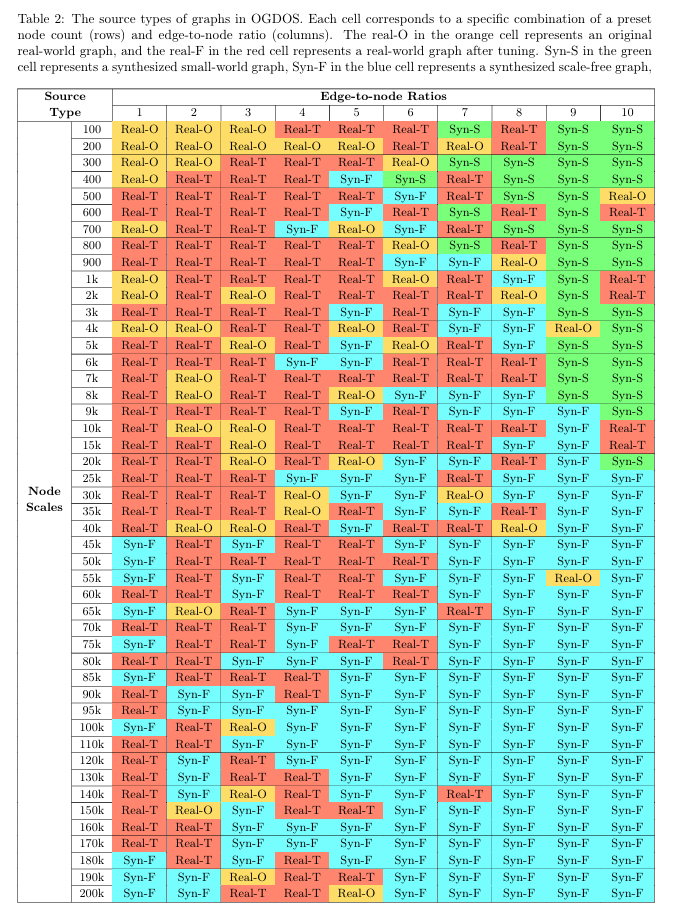 Table 2: The source types of graphs in OGDOS. Each cell corresponds to a specific combination of a preset
node count (rows) and edge-to-node ratio (columns). The real-O in the orange cell represents an original
real-world graph, and the real-F in the red cell represents a real-world graph after tuning. Syn-S in the green
cell represents a synthesized small-world graph, Syn-F in the blue cell represents a synthesized scale-free graph,
Source Type Edge-to-node Ratios
1 2 3 4 5 6 7 8 9 10
100 Real-O Real-O Real-O Real-T Real-T Real-T Syn-S Real-T Syn-S Syn-S
200 Real-O Real-O Real-O Real-O Real-O Real-T Real-O Real-T Syn-S Syn-S
300 Real-O Real-O Real-T Real-T Real-T Real-O Syn-S Syn-S Syn-S Syn-S
400 Real-O Real-T Real-T Real-T Syn-F Syn-S Real-T Syn-S Syn-S Syn-S
500 Real-T Real-T Real-T Real-T Real-T Syn-F Real-T Syn-S Syn-S Real-O
600 Real-T Real-T Real-T Real-T Syn-F Real-T Syn-S Real-T Syn-S Real-T
700 Real-O Real-T Real-T Syn-F Real-O Syn-F Real-T Syn-S Syn-S Syn-S
800 Real-T Real-T Real-T Real-T Real-T Real-O Syn-S Real-T Syn-S Syn-S
900 Real-T Real-T Real-T Real-T Real-T Syn-F Syn-F Real-O Syn-S Syn-S
1k Real-O Real-T Real-T Real-T Real-T Real-O Real-T Syn-F Syn-S Real-T
2k Real-O Real-T Real-O Real-T Real-T Real-T Real-T Real-O Syn-S Real-T
3k Real-T Real-T Real-T Real-T Syn-F Real-T Syn-F Syn-F Syn-S Syn-S
4k Real-O Real-O Real-T Real-T Real-O Real-T Syn-F Syn-F Real-O Syn-S
5k Real-T Real-T Real-O Real-T Syn-F Real-O Real-T Syn-F Syn-S Syn-S
6k Real-T Real-T Real-T Syn-F Syn-F Real-T Real-T Real-T Syn-S Syn-S
7k Real-T Real-O Real-T Real-T Real-T Real-T Real-T Real-T Syn-S Syn-S
8k Real-T Real-O Real-T Real-T Real-O Syn-F Syn-F Syn-F Syn-S Syn-S
9k Real-T Real-T Real-T Real-T Syn-F Real-T Syn-F Syn-F Syn-F Syn-S
10k Real-T Real-O Real-O Real-T Real-T Real-T Real-T Real-T Syn-F Real-T
15k Real-T Real-T Real-O Real-T Real-T Real-T Real-T Syn-F Syn-F Real-T
20k Real-T Real-T Real-O Real-T Real-O Syn-F Syn-F Real-T Syn-F Syn-S
25k Real-T Real-T Real-T Syn-F Syn-F Syn-F Real-T Syn-F Syn-F Syn-F
Node Scales
30k Real-T Real-T Real-T Real-O Syn-F Syn-F Real-O Syn-F Syn-F Syn-F
35k Real-T Real-T Real-T Real-O Real-T Syn-F Syn-F Real-T Syn-F Syn-F
40k Real-T Real-O Real-O Real-T Syn-F Real-T Real-T Real-O Syn-F Syn-F
45k Syn-F Real-T Syn-F Real-T Real-T Syn-F Syn-F Syn-F Syn-F Syn-F
50k Syn-F Real-T Real-T Real-T Real-T Real-T Syn-F Syn-F Syn-F Syn-F
55k Syn-F Real-T Syn-F Real-T Real-T Syn-F Syn-F Syn-F Real-O Syn-F
60k Real-T Real-T Syn-F Real-T Real-T Real-T Syn-F Syn-F Syn-F Syn-F
65k Syn-F Real-O Real-T Syn-F Syn-F Syn-F Real-T Syn-F Syn-F Syn-F
70k Real-T Real-T Real-T Syn-F Syn-F Syn-F Syn-F Syn-F Syn-F Syn-F
75k Syn-F Real-T Real-T Syn-F Real-T Real-T Syn-F Syn-F Syn-F Syn-F
80k Real-T Real-T Syn-F Syn-F Syn-F Real-T Syn-F Syn-F Syn-F Syn-F
85k Syn-F Real-T Real-T Real-T Syn-F Syn-F Syn-F Syn-F Syn-F Syn-F
90k Real-T Syn-F Syn-F Real-T Syn-F Syn-F Syn-F Syn-F Syn-F Syn-F
95k Real-T Syn-F Syn-F Syn-F Syn-F Syn-F Syn-F Syn-F Syn-F Syn-F
100k Syn-F Real-T Real-O Syn-F Syn-F Syn-F Syn-F Syn-F Syn-F Syn-F
110k Real-T Real-T Syn-F Syn-F Syn-F Syn-F Syn-F Syn-F Syn-F Syn-F
120k Real-T Syn-F Real-T Syn-F Syn-F Syn-F Syn-F Syn-F Syn-F Syn-F
130k Real-T Syn-F Real-T Real-T Syn-F Syn-F Syn-F Syn-F Syn-F Syn-F
140k Real-T Syn-F Real-O Real-T Syn-F Syn-F Real-T Syn-F Syn-F Syn-F
150k Real-T Real-O Syn-F Real-T Real-T Syn-F Syn-F Syn-F Syn-F Syn-F
160k Real-T Real-T Syn-F Syn-F Syn-F Syn-F Syn-F Syn-F Syn-F Syn-F
170k Real-T Real-T Syn-F Syn-F Syn-F Syn-F Syn-F Syn-F Syn-F Syn-F
180k Syn-F Real-T Syn-F Real-T Syn-F Syn-F Syn-F Syn-F Syn-F Syn-F
190k Syn-F Syn-F Real-O Real-T Real-T Syn-F Syn-F Syn-F Syn-F Syn-F
200k Syn-F Syn-F Real-T Real-T Real-O Syn-F Syn-F Syn-F Syn-F Syn-F